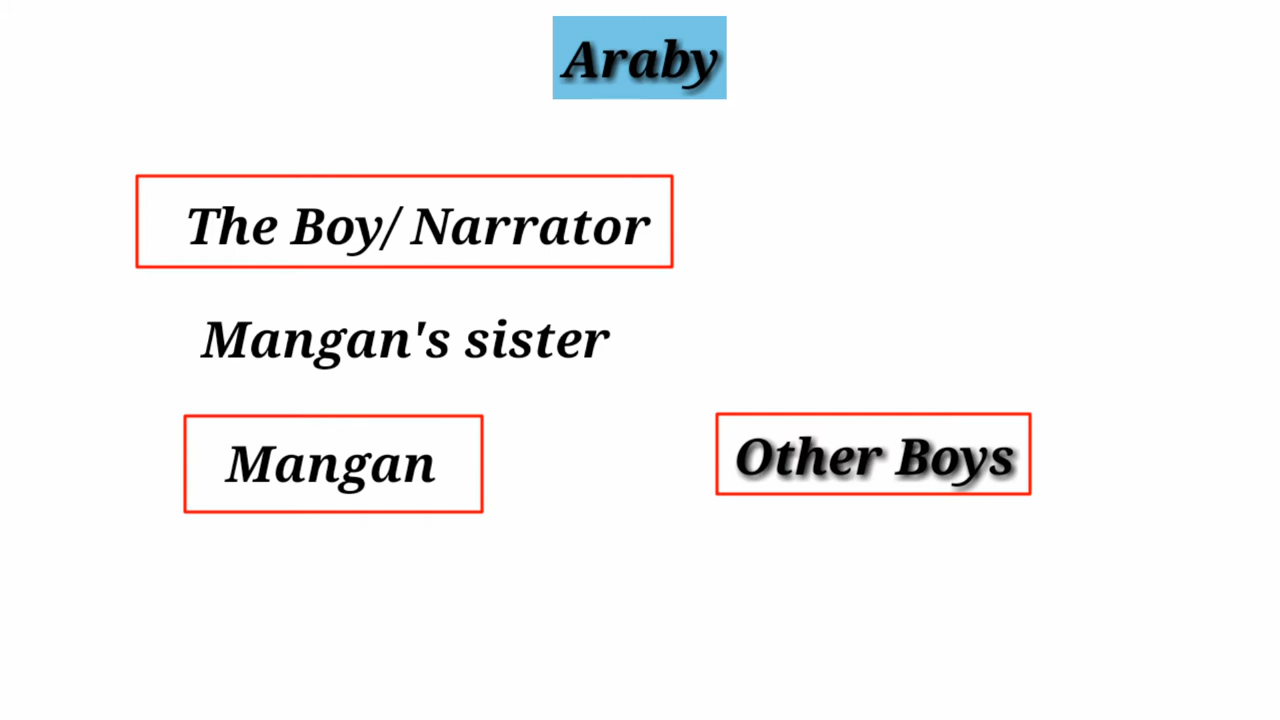 Araby
The Boy/ Narrator
Mangan's sister
Mangan
Other Boys